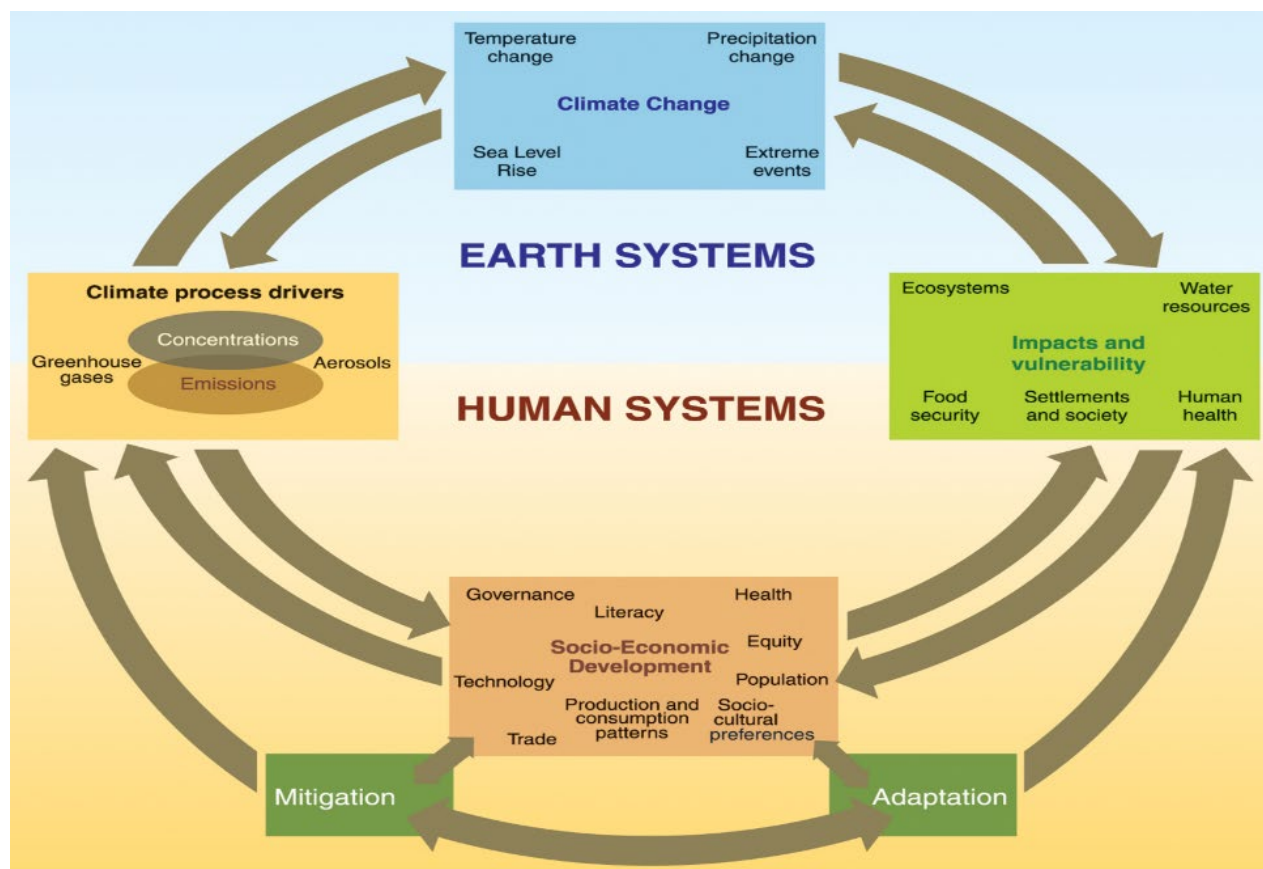 Temperature
change
Precipitation
change
Climate Change
Sea Level
Rise
Extreme
events
EARTH SYSTEMS
Climate process drivers
Concentrations
Greenhouse
gases
Aerosols
Emissions
Ecosystems
Water
resources
Impacts and
vulnerability
Food
security
Settlements
and society
Human
health
HUMAN SYSTEMS
Governance
Literacy
Health
Socio-Economic
Development
Equity
Technology
Population
Production and
consumption
patterns
Socio-
cultural
preferences
Trade
Mitigation
Adaptation